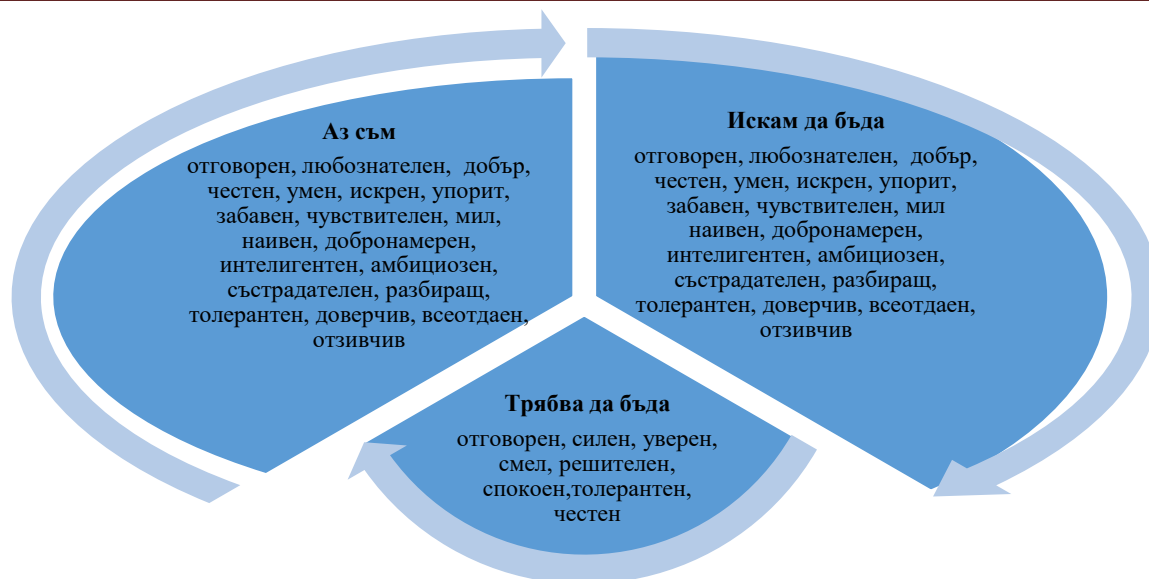 Аз съм
отговорен, любознателен, добър,
честен, умен, искрен, упорит,
забавен, чувствителен, мил,
наивен, добронамерен,
интелигентен, амбициозен,
състрадателен, разбиращ,
толерантен, доверчив, всеотдаен,
отзивчив
Искам да бъда
отговорен, любознателен, добър,
честен, умен, искрен, упорит,
забавен, чувствителен, мил
наивен, добронамерен,
интелигентен, амбициозен,
състрадателен, разбиращ,
толерантен, доверчив, всеотдаен,
отзивчив
Трябва да бъда
отговорен, силен, уверен,
смел, решителен,
спокоен,толерантен,
честен